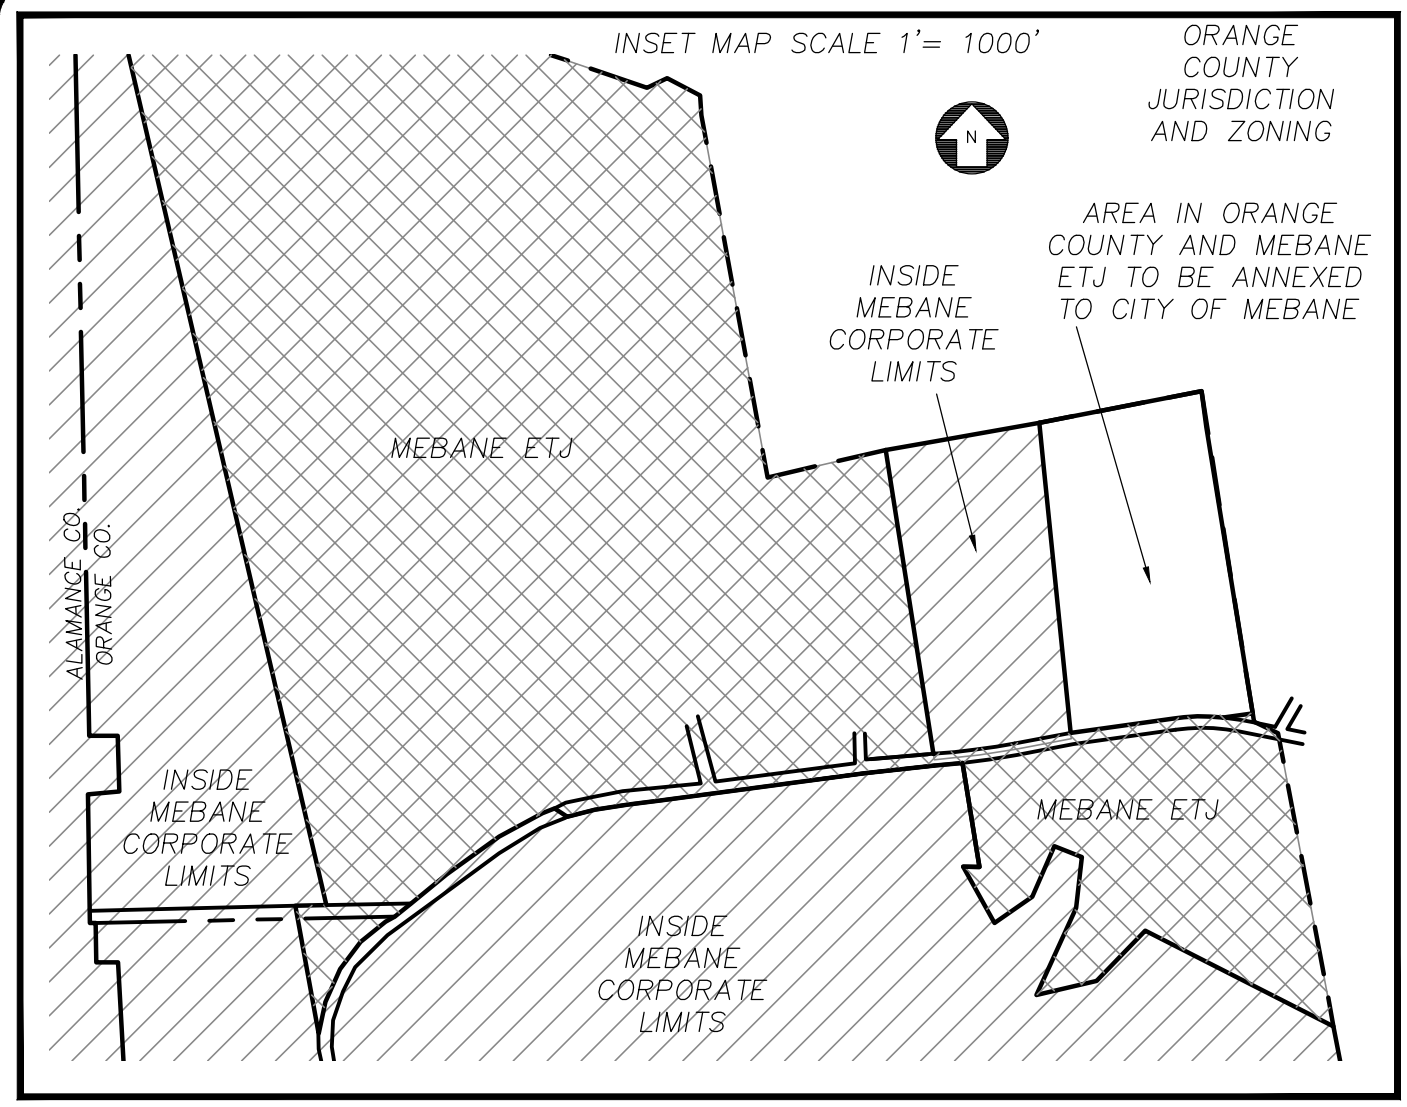 INSET MAP SCALE 1'= 1000'
ORANGE
COUNTY
JURISDICTION
AND ZONING
N
AREA IN ORANGE
COUNTY AND MEBANE
ETJ TO BE ANNEXED
TO CITY OF MEBANE
INSIDE
MEBANE
CORPORATE
LIMITS
MEBANE ETJ
ALAMANCE CO.
ORANGE CO.
INSIDE
MEBANE
CORPORATE
LIMITS
MEBANE ETJ
INSIDE
MEBANE
CORPORATE
LIMITS